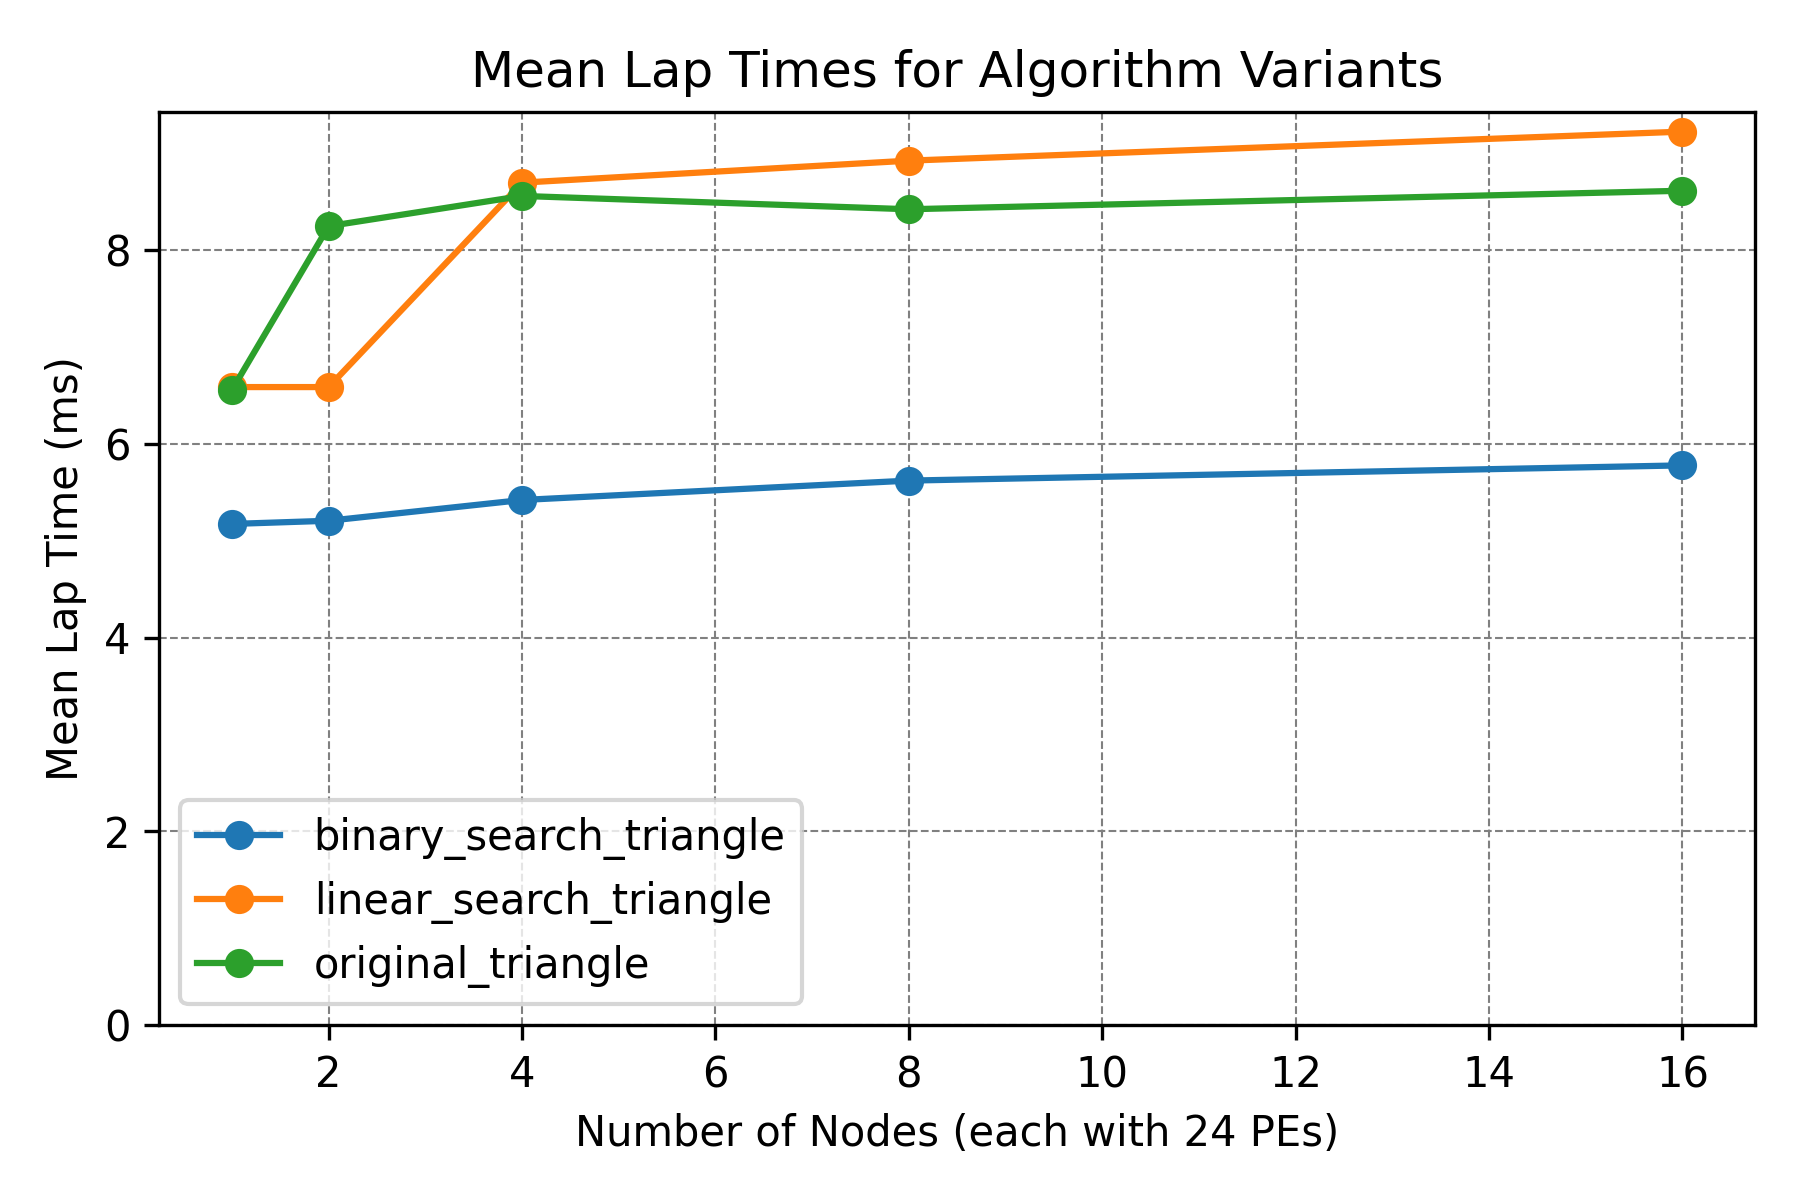 Mean Lap Times for Algorithm Variants
Mean Lap Time (ms)
8
6
4
2
0
binary_search_triangle
linear_search_triangle
original_triangle
2 4 6 8 10 12 14 16
Number of Nodes (each with 24 PEs)